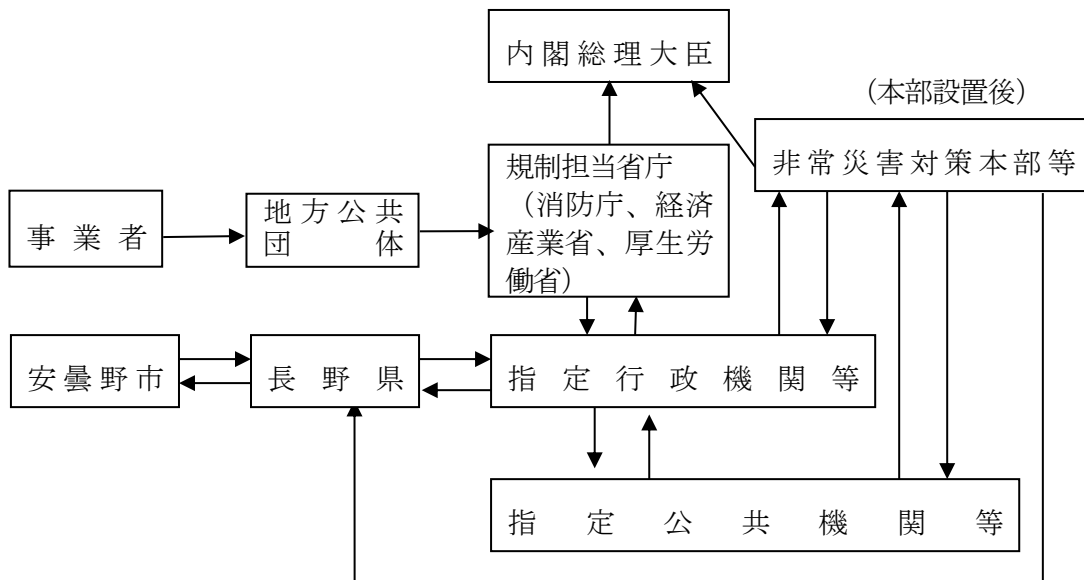 内閣総理大臣
（本部設置後）
非常災害対策本部等
規制担当省庁
（消防庁、経済
産業省、厚生労
働省）
地方公共
団体
事業者
安曇野市
長野県
指定行政機関等
指定公共機関等